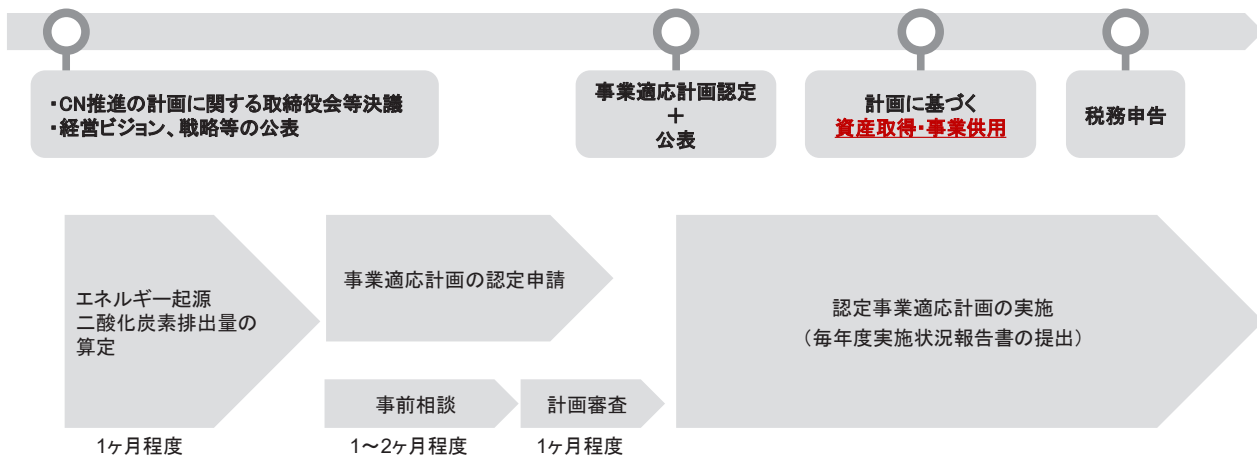 ・CN推進の計画に関する取締役会等決議
・経営ビジョン、戦略等の公表
事業適応計画認定
＋
公表
計画に基づく
資産取得・事業供用
税務申告
エネルギー起源
二酸化炭素排出量の
算定
事業適応計画の認定申請
認定事業適応計画の実施
（毎年度実施状況報告書の提出）
事前相談
計画審査
1ヶ月程度
1～2ヶ月程度
1ヶ月程度